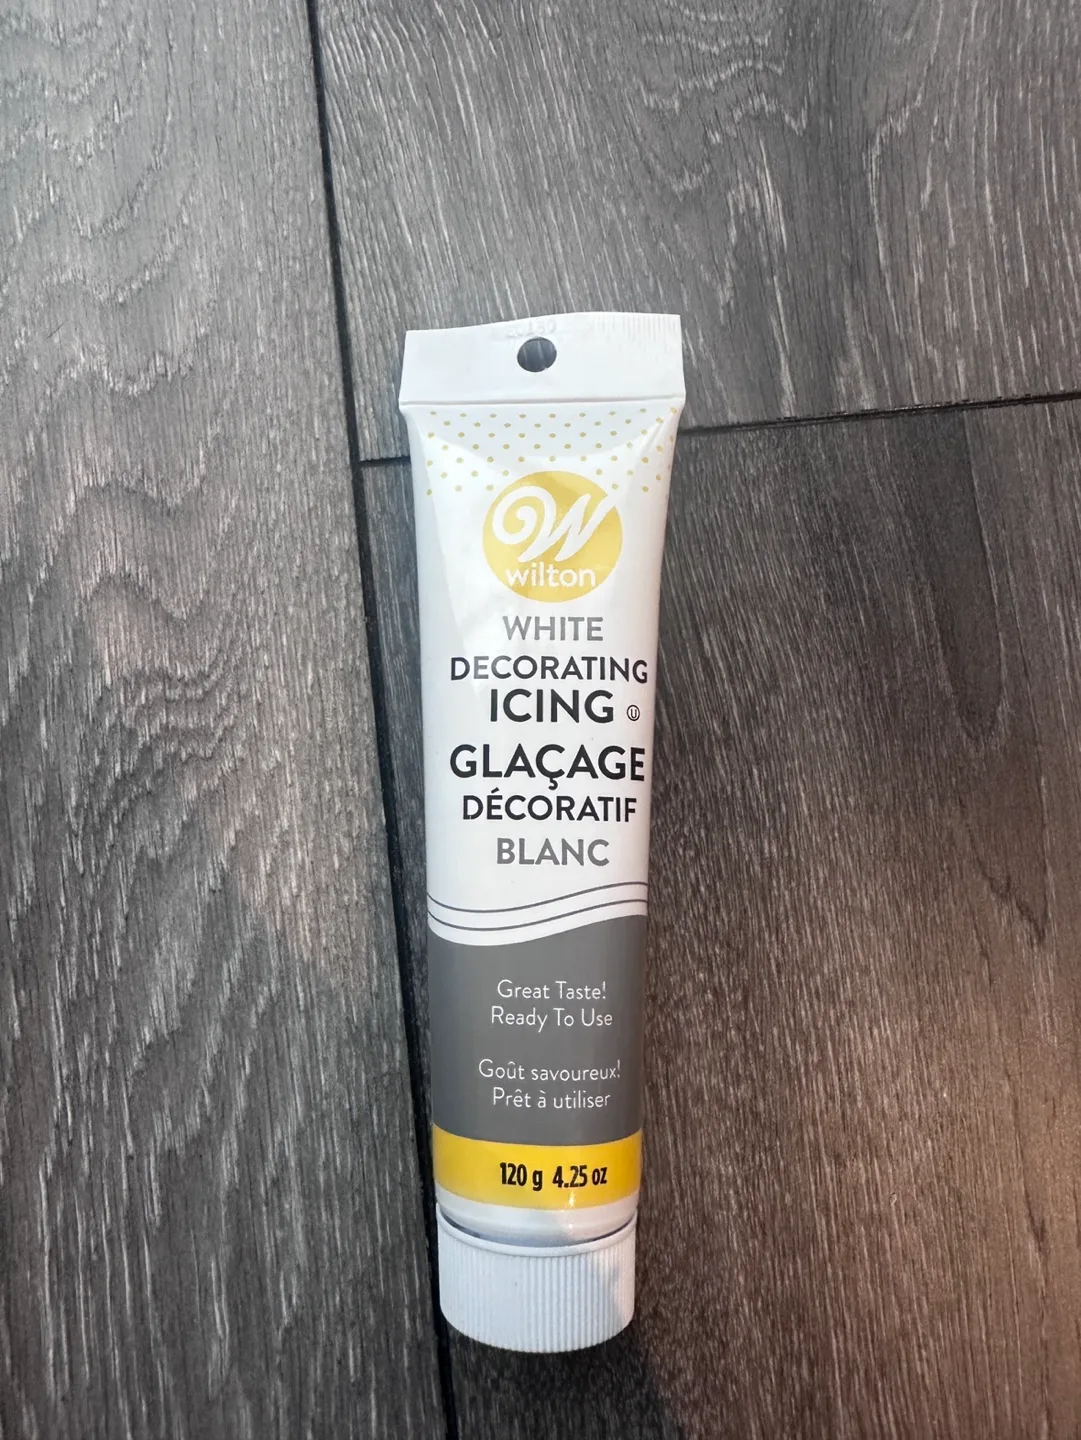 wilton
WHITE
DECORATING
ICING Ⓤ
GLAÇAGE
DÉCORATIF
BLANC
Great Taste!
Ready To Use
Goût savoureux!
Prêt à utiliser
120 g 4.25 oz